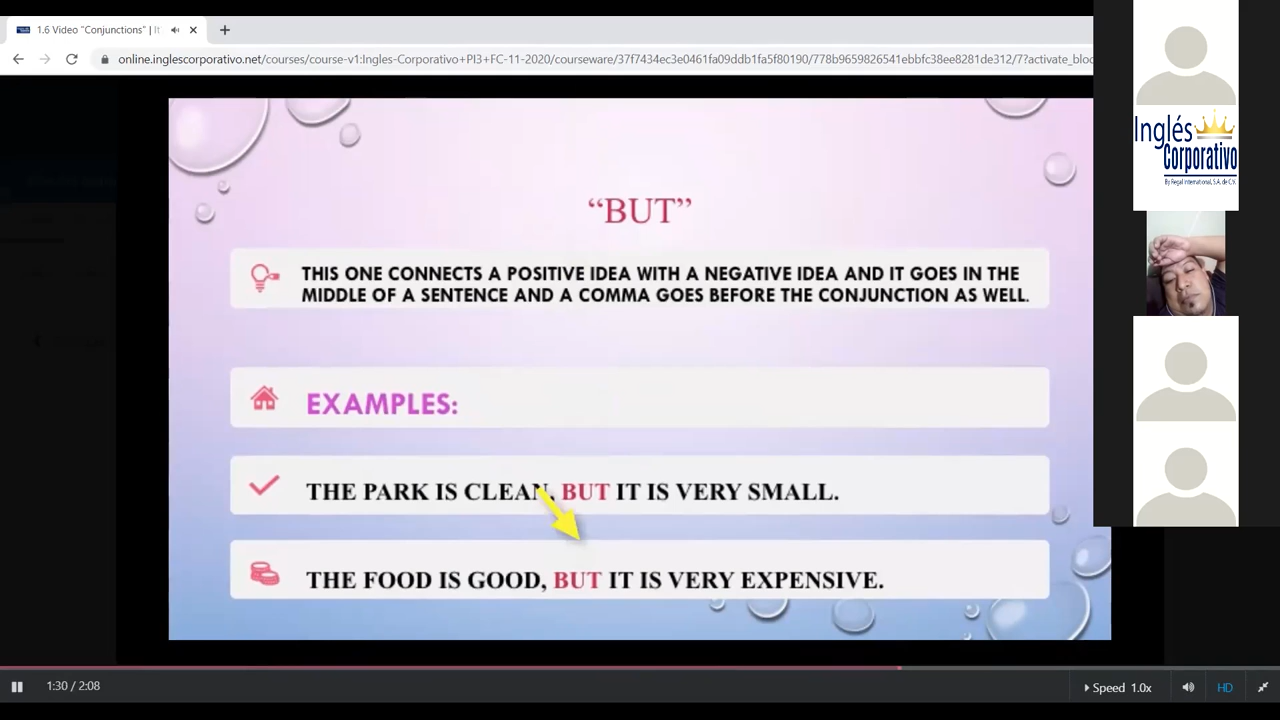 1.6 Video "Conjunctions" | It
online.inglescorporativo.net/courses/course-v1:Ingles-Corporativo+PI3+FC-11-2020/courseware/37f7434ec3e0461fa09ddb1fa5f80190/778b9659826541ebbfc38ee8281de312/7?activate_bloc
Inglés
Corporativo
By Regal International, S.A. de C.V.
“BUT”
THIS ONE CONNECTS A POSITIVE IDEA WITH A NEGATIVE IDEA AND IT GOES IN THE
MIDDLE OF A SENTENCE AND A COMMA GOES BEFORE THE CONJUNCTION AS WELL.
EXAMPLES:
THE PARK IS CLEAN, BUT IT IS VERY SMALL.
THE FOOD IS GOOD, BUT IT IS VERY EXPENSIVE.
1:30 / 2:08
Speed 1.0x
HD